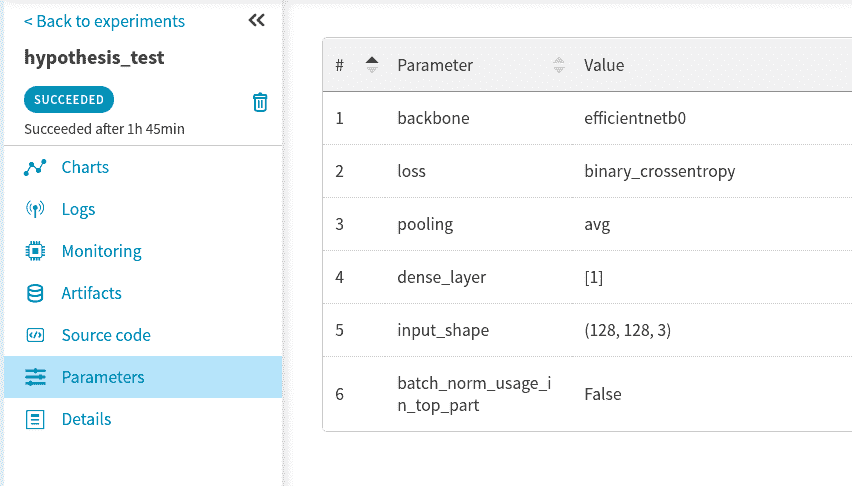 < Back to experiments
hypothesis_test
SUCCEEDED
Succeeded after 1h 45min
Charts
Logs
Monitoring
Artifacts
Source code
Parameters
Details
# Parameter Value
1 backbone efficientnetb0
2 loss binary_crossentropy
3 pooling avg
4 dense_layer [1]
5 input_shape (128, 128, 3)
6 batch_norm_usage_i
n_top_part False